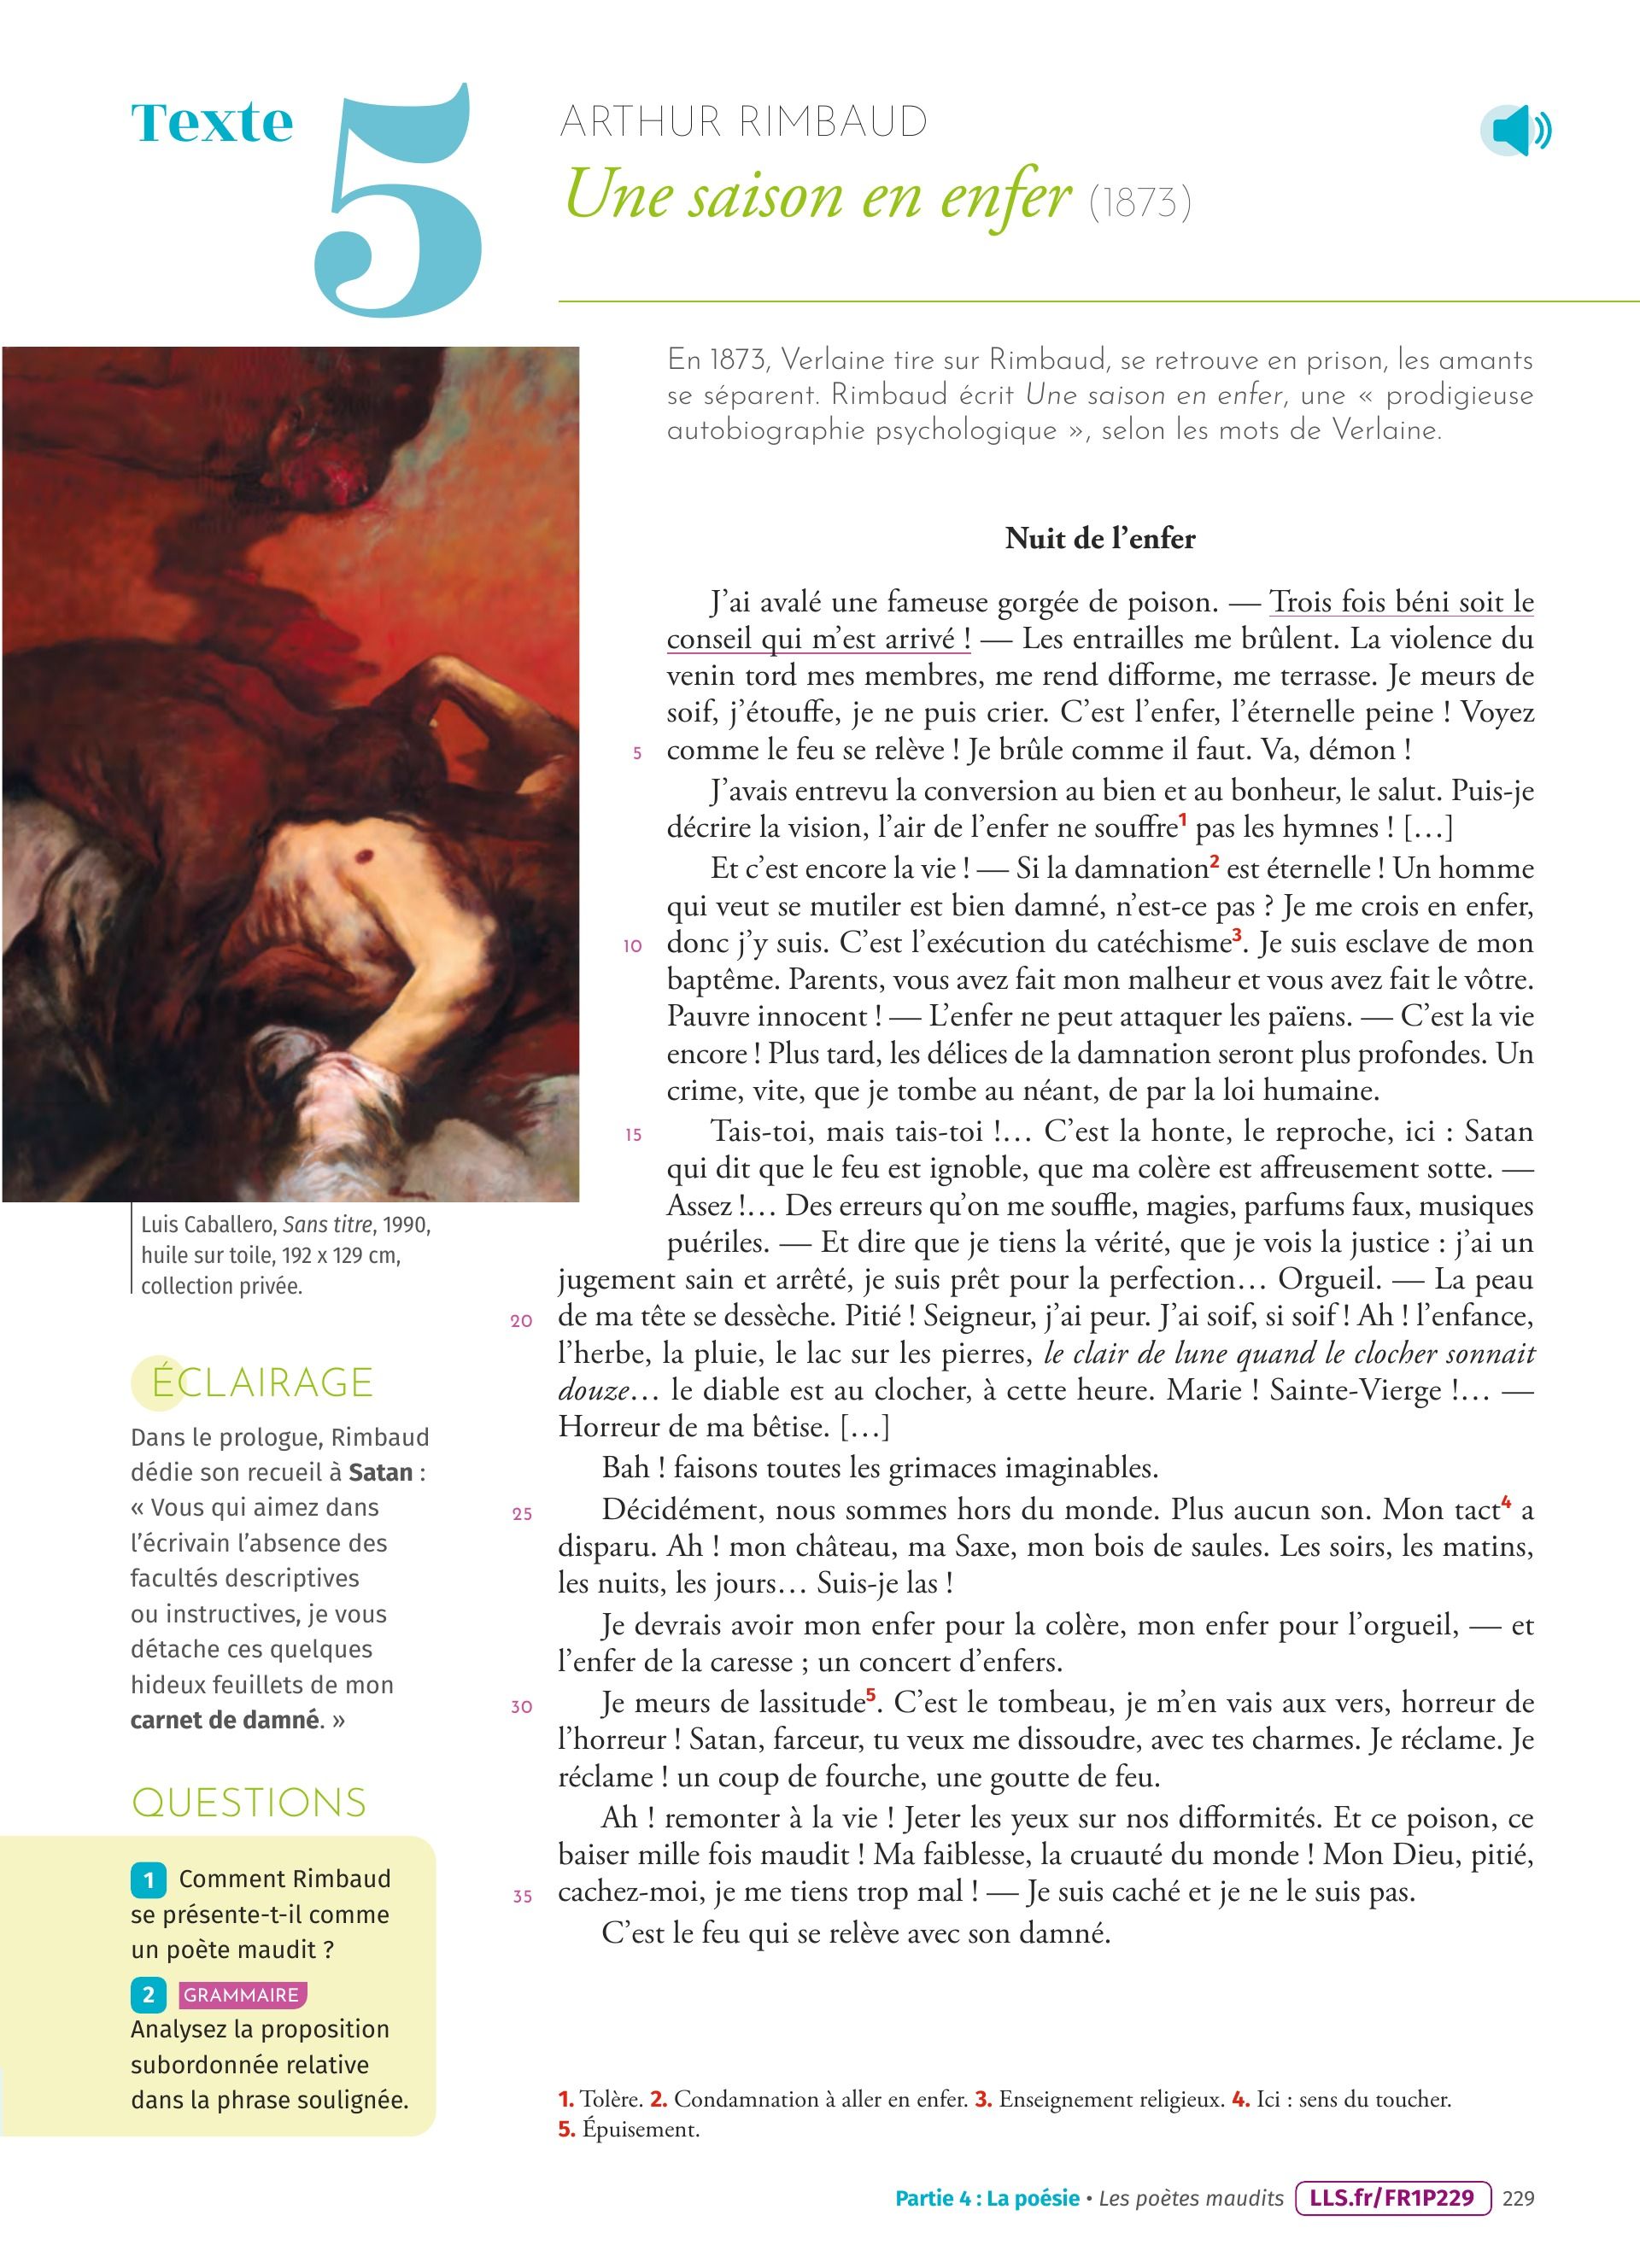 Texte 5
ARTHUR RIMBAUD
Une saison en enfer (1873)
En 1873, Verlaine tire sur Rimbaud, se retrouve en prison, les amants
se séparent. Rimbaud écrit Une saison en enfer, une « prodigieuse
autobiographie psychologique », selon les mots de Verlaine.
Nuit de l'enfer
J'ai avalé une fameuse gorgée de poison. — Trois fois béni soit le
conseil qui m'est arrivé ! — Les entrailles me brûlent. La violence du
venin tord mes membres, me rend difforme, me terrasse. Je meurs de
soif, j'étouffe, je ne puis crier. C'est l'enfer, l'éternelle peine ! Voyez
5 comme le feu se relève ! Je brûle comme il faut. Va, démon !
J'avais entrevu la conversion au bien et au bonheur, le salut. Puis-je
décrire la vision, l'air de l'enfer ne souffre1 pas les hymnes ! […]
Et c'est encore la vie ! — Si la damnation2 est éternelle ! Un homme
qui veut se mutiler est bien damné, n'est-ce pas ? Je me crois en enfer,
10 donc j'y suis. C'est l'exécution du catéchisme3. Je suis esclave de mon
baptême. Parents, vous avez fait mon malheur et vous avez fait le vôtre.
Pauvre innocent ! — L'enfer ne peut attaquer les païens. — C'est la vie
encore ! Plus tard, les délices de la damnation seront plus profondes. Un
crime, vite, que je tombe au néant, de par la loi humaine.
15 Tais-toi, mais tais-toi !… C'est la honte, le reproche, ici : Satan
qui dit que le feu est ignoble, que ma colère est affreusement sotte. —
Assez !… Des erreurs qu'on me souffle, magies, parfums faux, musiques
puériles. — Et dire que je tiens la vérité, que je vois la justice : j'ai un
jugement sain et arrêté, je suis prêt pour la perfection… Orgueil. — La peau
20 de ma tête se dessèche. Pitié ! Seigneur, j'ai peur. J'ai soif, si soif ! Ah ! l'enfance,
l'herbe, la pluie, le lac sur les pierres, le clair de lune quand le clocher sonnait
douze… le diable est au clocher, à cette heure. Marie ! Sainte-Vierge !… —
Horreur de ma bêtise. […]
Bah ! faisons toutes les grimaces imaginables.
25 Décidément, nous sommes hors du monde. Plus aucun son. Mon tact4 a
disparu. Ah ! mon château, ma Saxe, mon bois de saules. Les soirs, les matins,
les nuits, les jours… Suis-je las !
Je devrais avoir mon enfer pour la colère, mon enfer pour l'orgueil, — et
l'enfer de la caresse ; un concert d'enfers.
30 Je meurs de lassitude5. C'est le tombeau, je m'en vais aux vers, horreur de
l'horreur ! Satan, farceur, tu veux me dissoudre, avec tes charmes. Je réclame. Je
réclame ! un coup de fourche, une goutte de feu.
Ah ! remonter à la vie ! Jeter les yeux sur nos difformités. Et ce poison, ce
baiser mille fois maudit ! Ma faiblesse, la cruauté du monde ! Mon Dieu, pitié,
35 cachez-moi, je me tiens trop mal ! — Je suis caché et je ne le suis pas.
C'est le feu qui se relève avec son damné.
Luis Caballero, Sans titre, 1990,
huile sur toile, 192 x 129 cm,
collection privée.
ÉCLAIRAGE
Dans le prologue, Rimbaud
dédie son recueil à Satan :
« Vous qui aimez dans
l'écrivain l'absence des
facultés descriptives
ou instructives, je vous
détache ces quelques
hideux feuillets de mon
carnet de damné. »
QUESTIONS
1 Comment Rimbaud
se présente-t-il comme
un poète maudit ?
2 GRAMMAIRE
Analysez la proposition
subordonnée relative
dans la phrase soulignée.
1. Tolère. 2. Condamnation à aller en enfer. 3. Enseignement religieux. 4. Ici : sens du toucher.
5. Épuisement.
Partie 4 : La poésie • Les poètes maudits LLS.fr/FR1P229 229